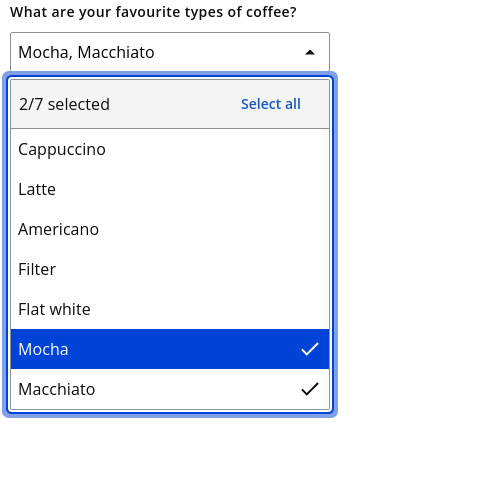 What are your favourite types of coffee?
Mocha, Macchiato
2/7 selected Select all
Cappuccino
Latte
Americano
Filter
Flat white
Mocha
Macchiato